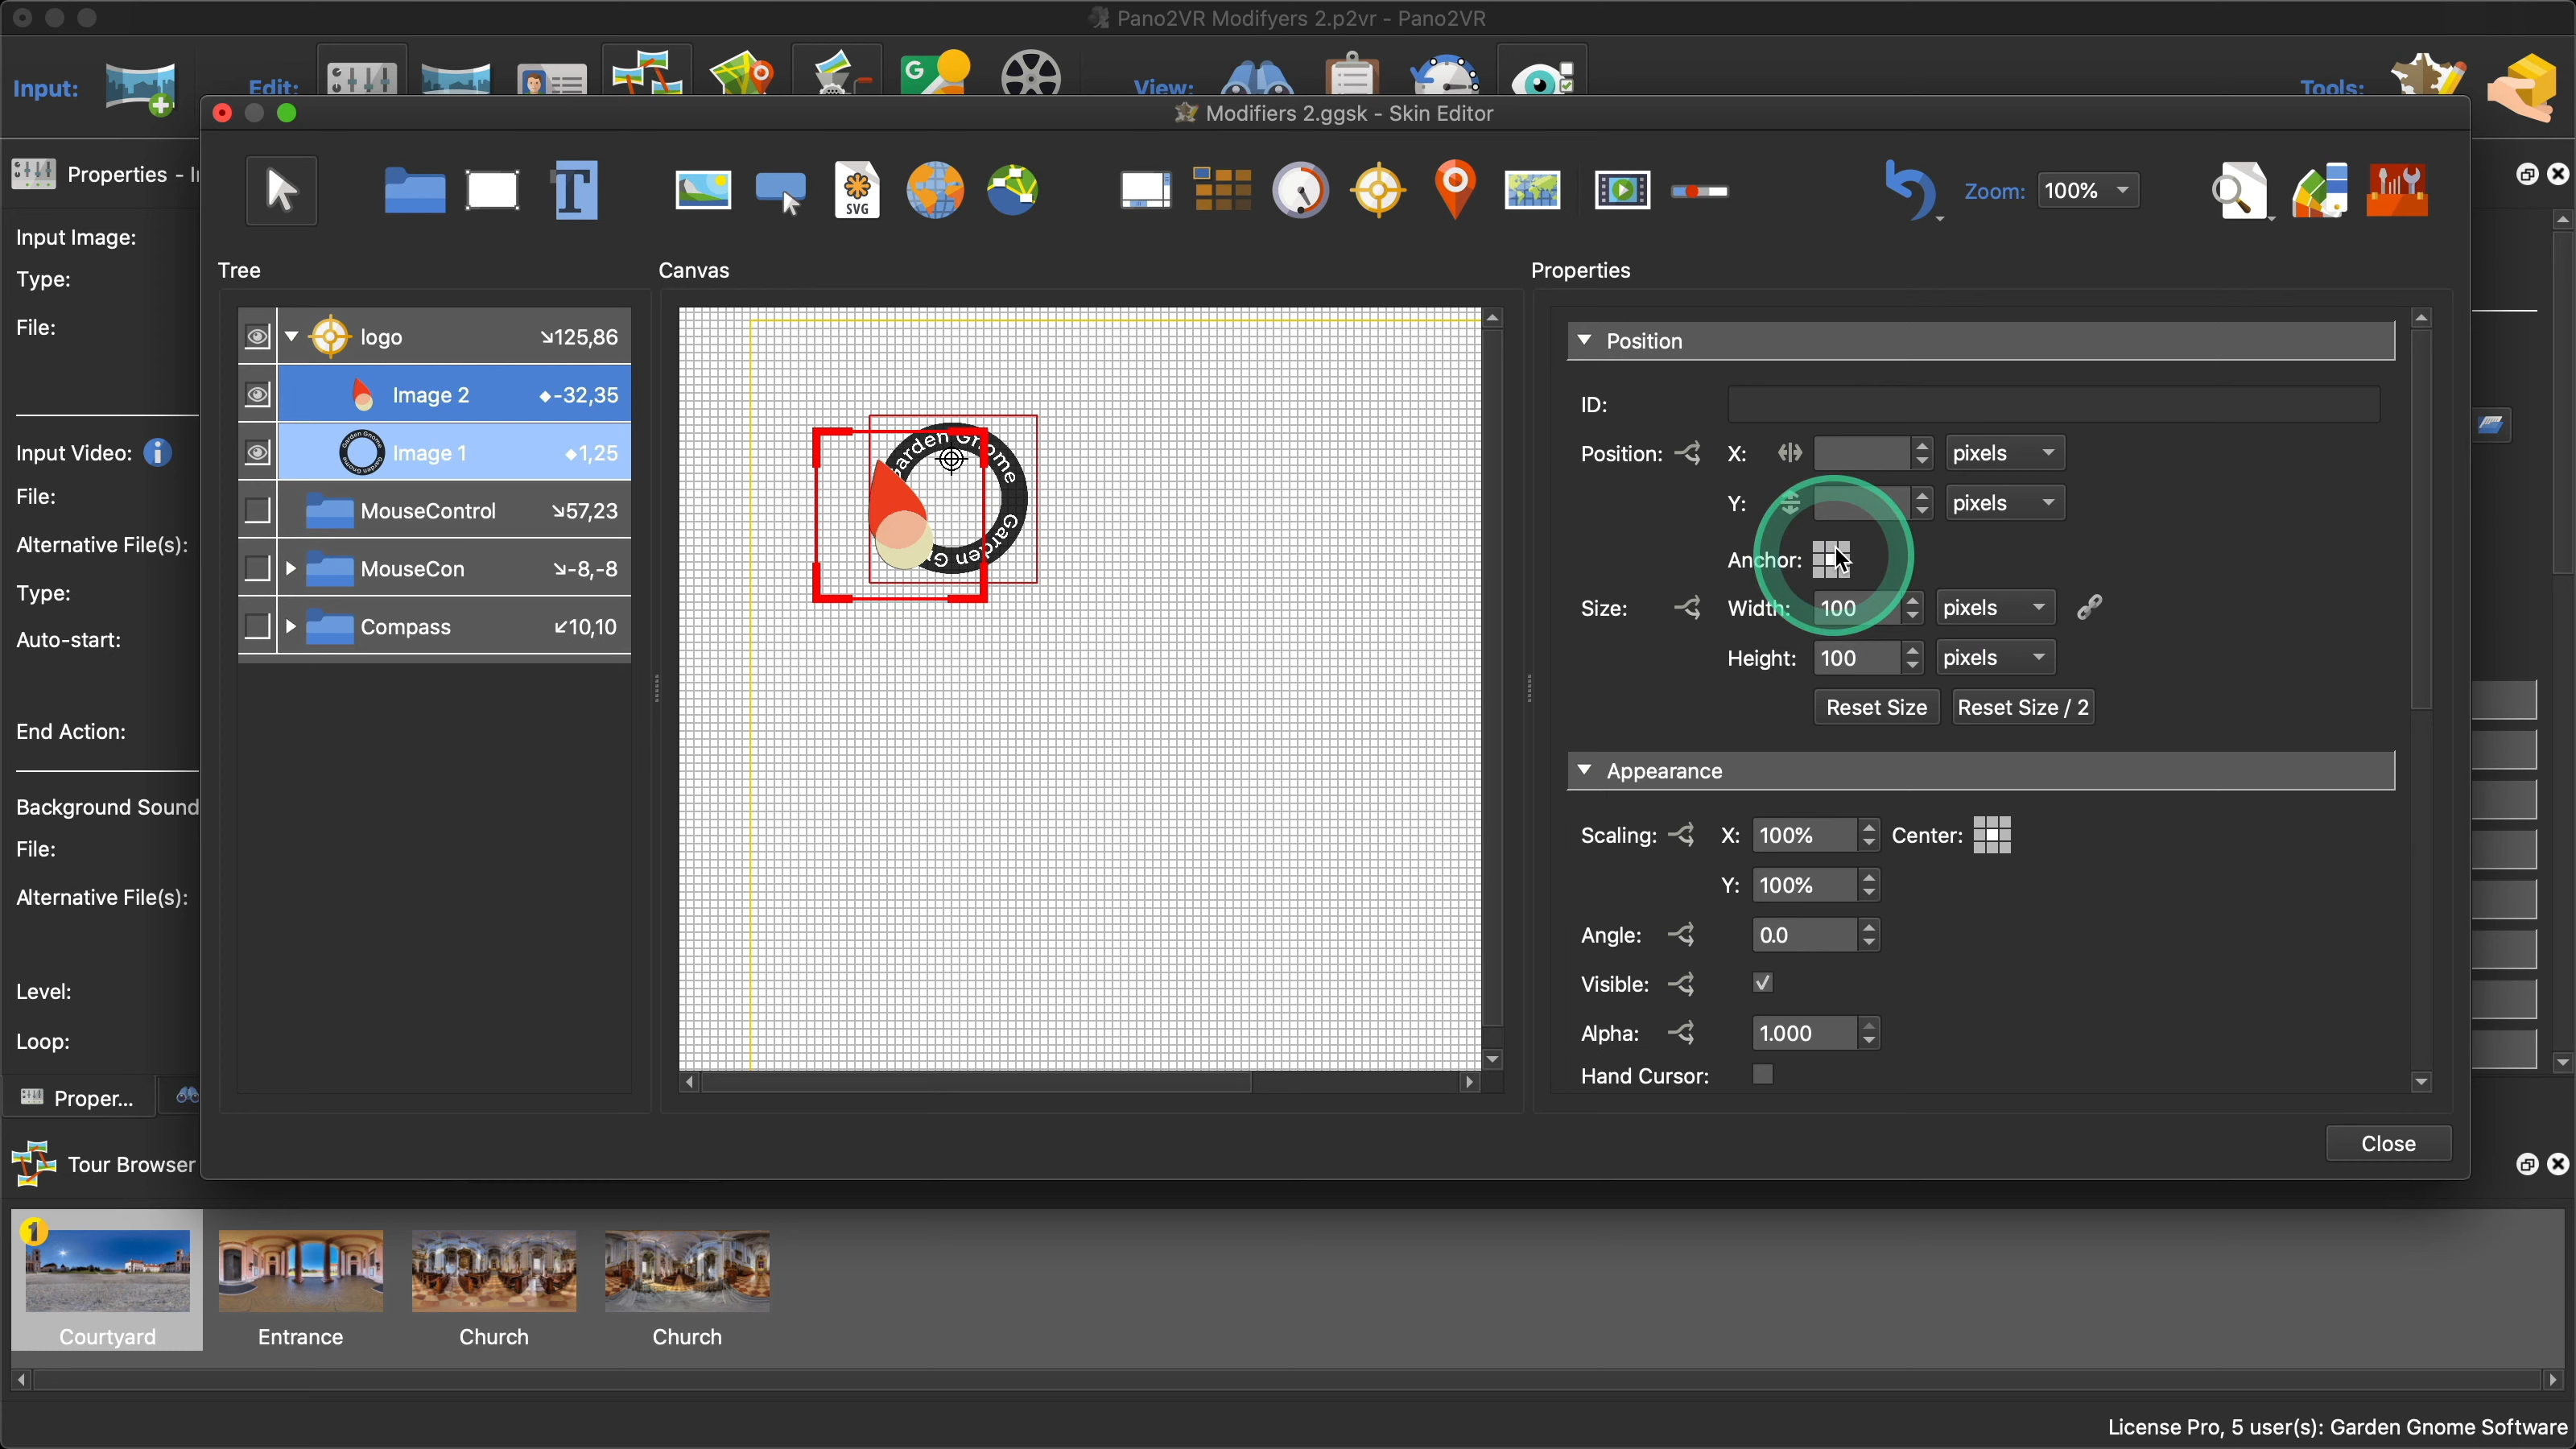 Pano2VR Modifyers 2.p2vr - Pano2VR
Input:
Edit:
View:
Tools:
Modifiers 2.ggsk - Skin Editor
Properties - I
T
SVG
Zoom:
100%
Tree
Canvas
Properties
logo
↘125,86
Image 2
◆-32,35
Image 1
◆1,25
MouseControl
↘57,23
MouseCon
↘-8,-8
Compass
↙10,10
Garden Gnome
Position
ID:
Position:
X:
pixels
Y:
pixels
Anchor:
Size:
Width:
100
pixels
Height:
100
pixels
Reset Size
Reset Size / 2
Appearance
Scaling:
X:
100%
Center:
Y:
100%
Angle:
0.0
Visible:
Alpha:
1.000
Hand Cursor:
Close
Input Image:
Type:
File:
Input Video:
File:
Alternative File(s):
Type:
Auto-start:
End Action:
Background Sound
File:
Alternative File(s):
Level:
Loop:
Proper...
Tour Browser
1
Courtyard
Entrance
Church
Church
License Pro, 5 user(s): Garden Gnome Software